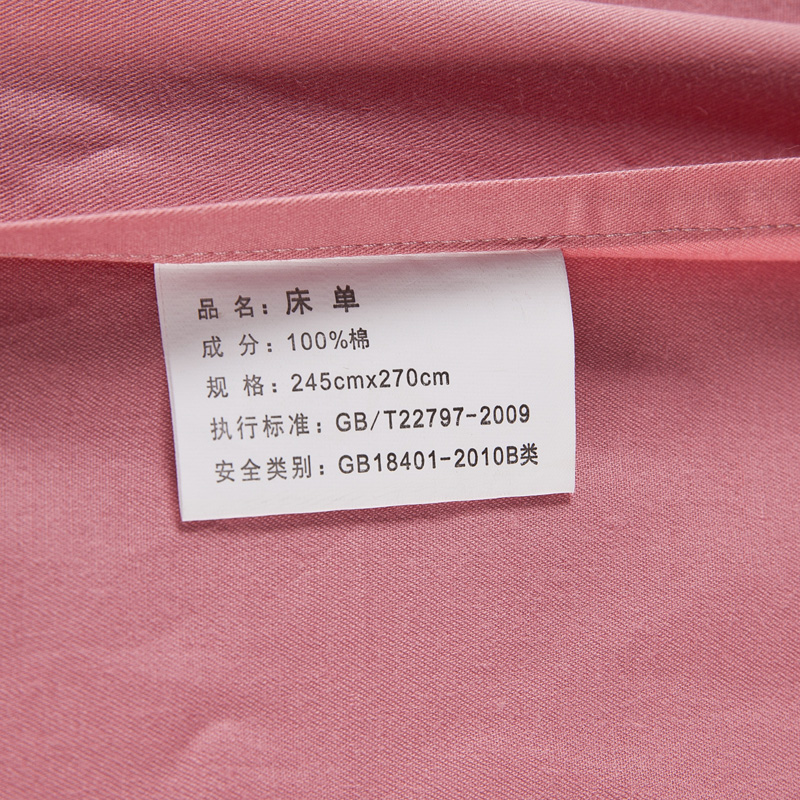 品 名：床 单
成 分：100%棉
规 格：245cmx270cm
执行标准：GB/T22797-2009
安全类别：GB18401-2010B类